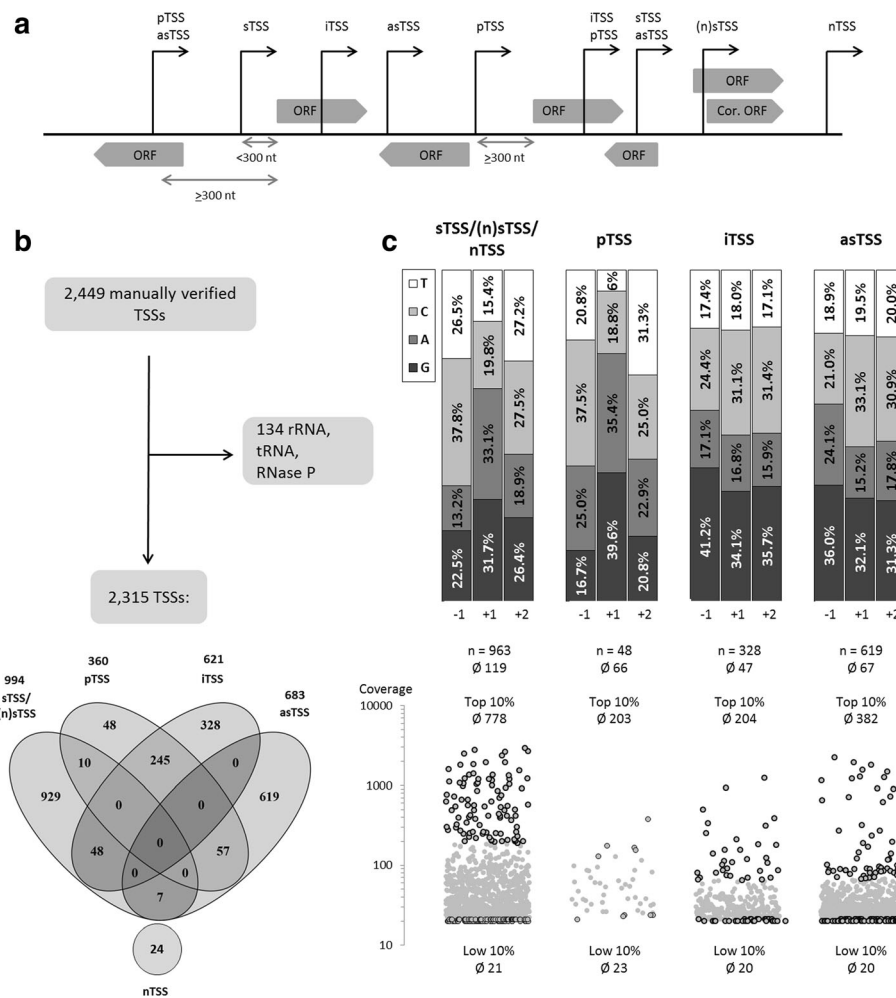 a
pTSS
asTSS
sTSS
iTSS
asTSS
pTSS
iTSS
pTSS
sTSS
asTSS
(n)sTSS
nTSS
ORF
ORF
ORF
Cor. ORF
ORF
<300 nt
ORF
≥300 nt
ORF
≥300 nt
b
2,449 manually verified
TSSs
134 rRNA,
tRNA,
RNase P
2,315 TSSs:
994
sTSS/
(n)sTSS
360
pTSS
621
iTSS
683
asTSS
48
328
10
245
0
929
0
0
619
48
0
57
0
0
7
24
nTSS
c
sTSS/(n)sTSS/
nTSS
pTSS
iTSS
asTSS
T
C
A
G
26.5%
37.8%
13.2%
22.5%
15.4%
19.8%
33.1%
31.7%
27.2%
27.5%
18.9%
26.4%
20.8%
37.5%
25.0%
16.7%
6%
18.8%
35.4%
39.6%
31.3%
25.0%
22.9%
20.8%
17.4%
24.4%
17.1%
41.2%
18.0%
31.1%
16.8%
34.1%
17.1%
31.4%
15.9%
35.7%
18.9%
21.0%
24.1%
36.0%
19.5%
33.1%
15.2%
32.1%
20.0%
30.9%
17.8%
31.3%
-1 +1 +2
-1 +1 +2
-1 +1 +2
-1 +1 +2
n = 963
Ø 119
n = 48
Ø 66
n = 328
Ø 47
n = 619
Ø 67
Coverage
Top 10%
Ø 778
Top 10%
Ø 203
Top 10%
Ø 204
Top 10%
Ø 382
10000
1000
100
10
Low 10%
Ø 21
Low 10%
Ø 23
Low 10%
Ø 20
Low 10%
Ø 20